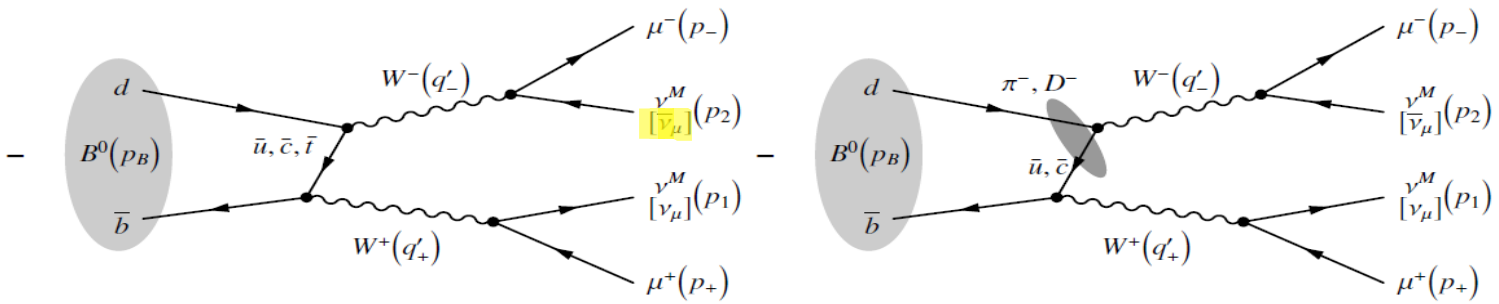 μ⁻(p₋)
d
W⁻(q′₋)
ν^M
[ν̄_μ](p₂)
ū, c̄, t̄
− B⁰(p_B)
ν^M
[ν_μ](p₁)
b̄
W⁺(q′₊)
μ⁺(p₊)
μ⁻(p₋)
π⁻, D⁻
W⁻(q′₋)
d
ν^M
[ν̄_μ](p₂)
ū, c̄
− B⁰(p_B)
ν^M
[ν_μ](p₁)
b̄
W⁺(q′₊)
μ⁺(p₊)